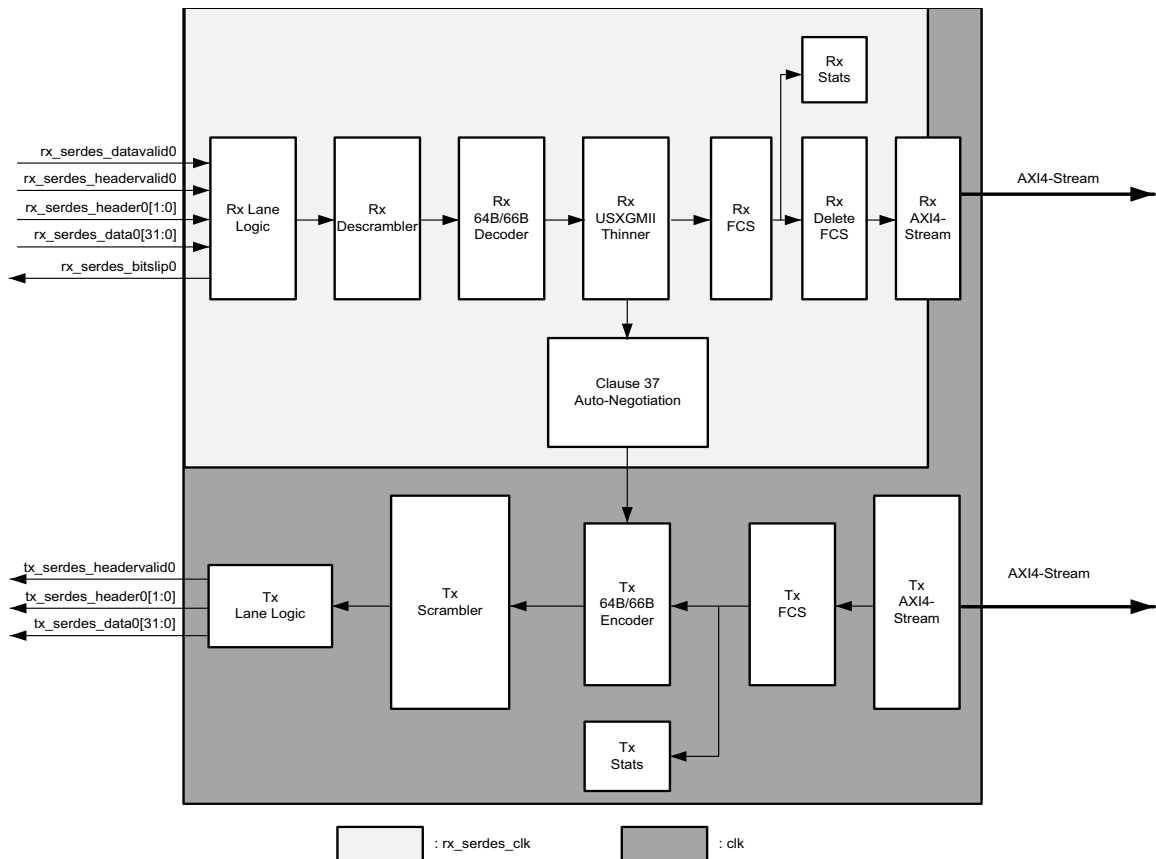 Rx
Stats
rx_serdes_datavalid0
rx_serdes_headervalid0
rx_serdes_header0[1:0]
rx_serdes_data0[31:0]
rx_serdes_bitslip0
Rx Lane
Logic
Rx
Descrambler
Rx
64B/66B
Decoder
Rx
USXGMII
Thinner
Rx
FCS
Rx
Delete
FCS
Rx
AXI4-
Stream
AXI4-Stream
Clause 37
Auto-Negotiation
tx_serdes_headervalid0
tx_serdes_header0[1:0]
tx_serdes_data0[31:0]
Tx
Lane Logic
Tx
Scrambler
Tx
64B/66B
Encoder
Tx
FCS
Tx
AXI4-
Stream
AXI4-Stream
Tx
Stats
: rx_serdes_clk
: clk